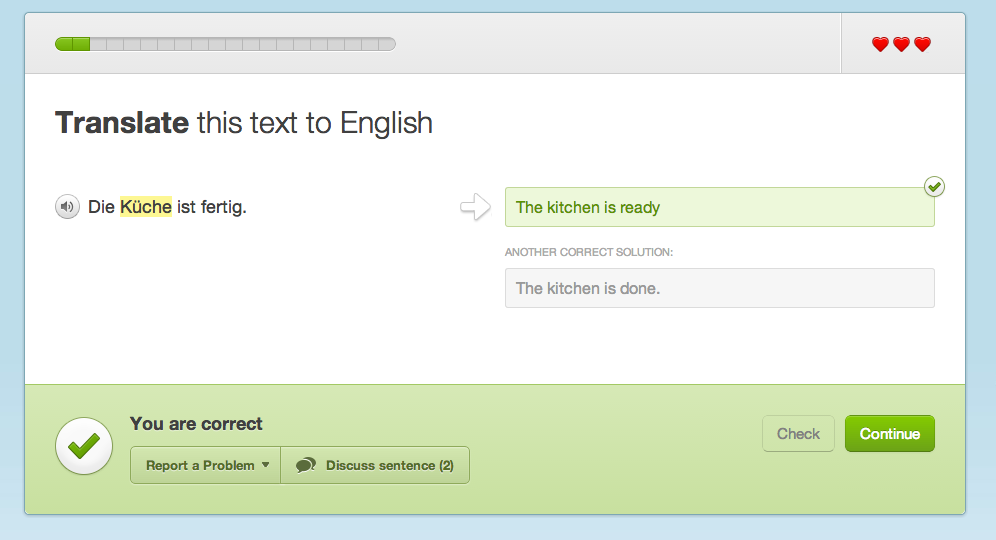 Translate this text to English
Die Küche ist fertig.
The kitchen is ready
ANOTHER CORRECT SOLUTION:
The kitchen is done.
You are correct
Report a Problem
Discuss sentence (2)
Check
Continue